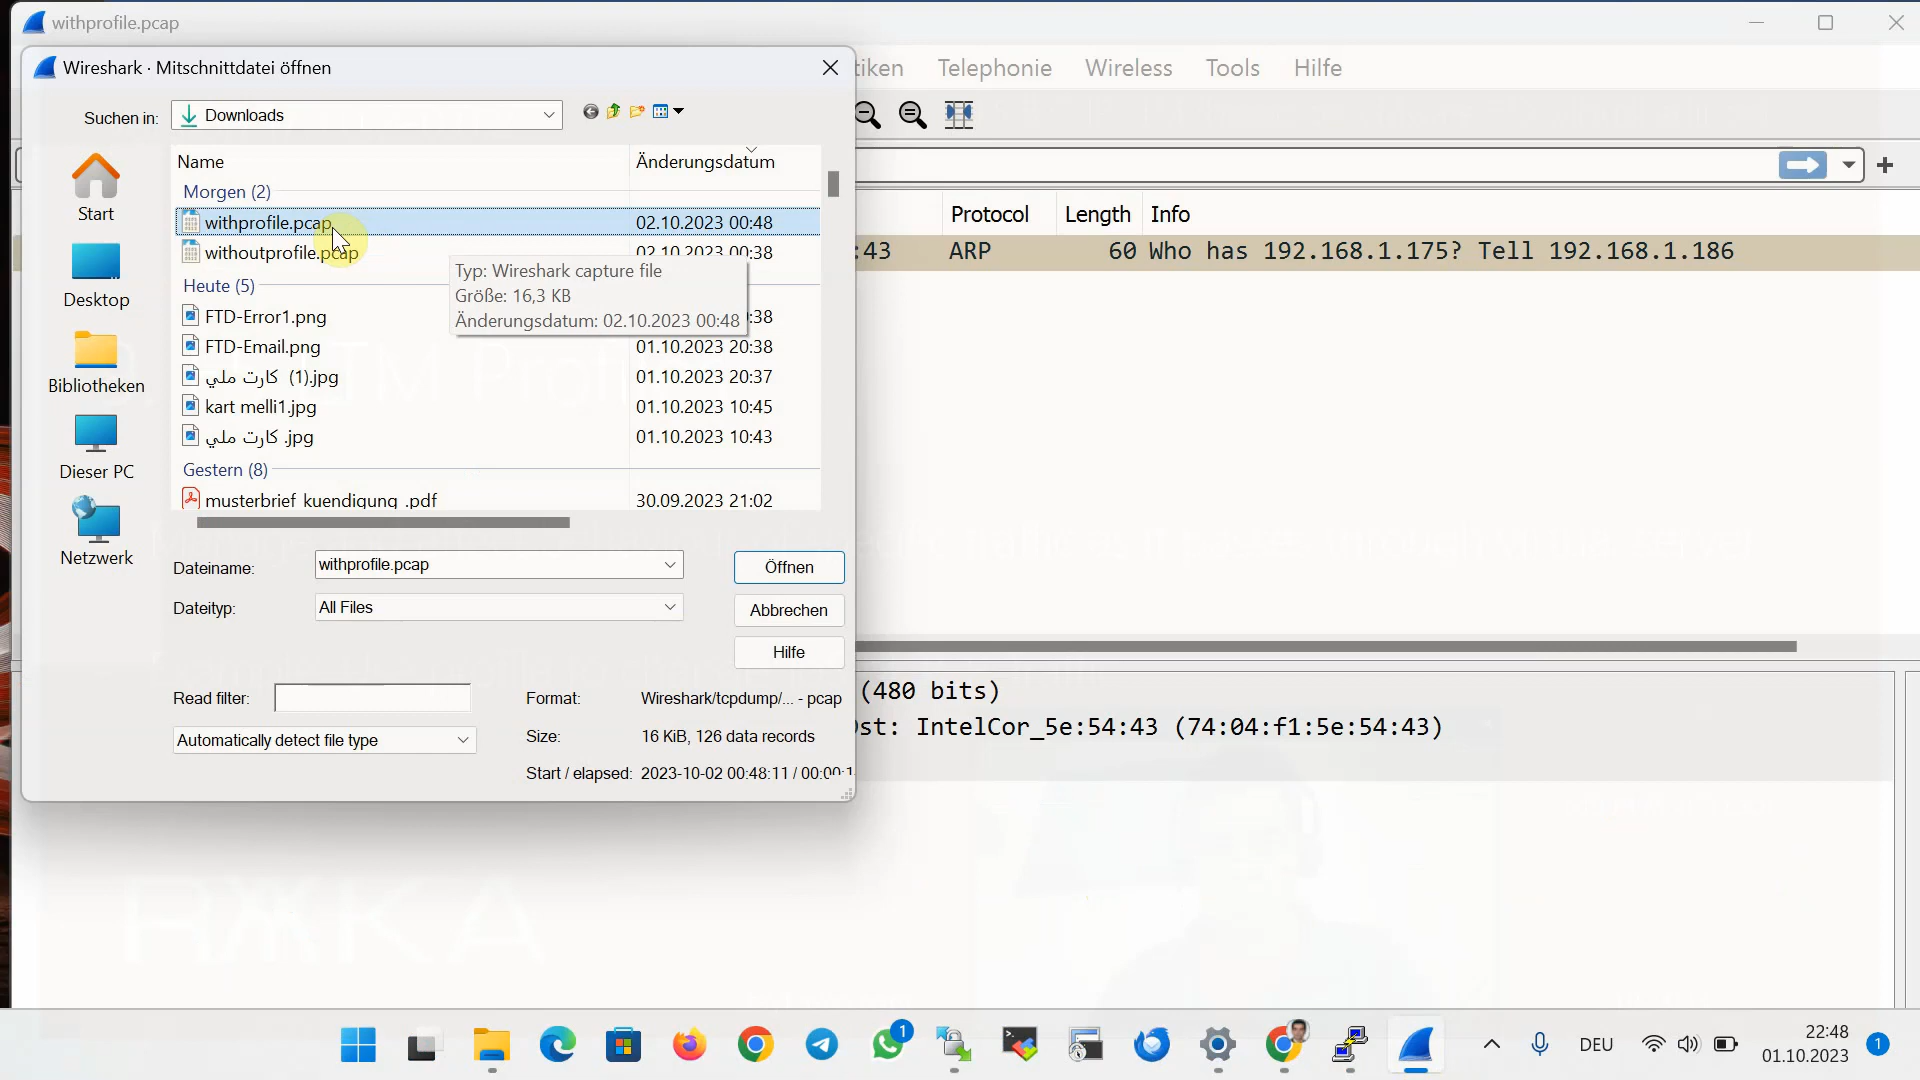 withprofile.pcap
Wireshark · Mitschnittdatei öffnen
tiken Telephonie Wireless Tools Hilfe
Suchen in: Downloads
Name Änderungsdatum
Morgen (2)
withprofile.pcap 02.10.2023 00:48
withoutprofile.pcap 02.10.2023 00:38
Typ: Wireshark capture file
Größe: 16,3 KB
Änderungsdatum: 02.10.2023 00:48
Heute (5)
FTD-Error1.png :38
FTD-Email.png 01.10.2023 20:38
كارت ملي (1).jpg 01.10.2023 20:37
kart melli1.jpg 01.10.2023 10:45
كارت ملي .jpg 01.10.2023 10:43
Gestern (8)
musterbrief_kuendigung_.pdf 30.09.2023 21:02
Start
Desktop
Bibliotheken
Dieser PC
Netzwerk
Dateiname: withprofile.pcap Öffnen
Dateityp: All Files Abbrechen
Hilfe
Read filter:
Automatically detect file type
Format: Wireshark/tcpdump/... - pcap
Size: 16 KiB, 126 data records
Start / elapsed: 2023-10-02 00:48:11 / 00:00:1
Protocol Length Info
:43 ARP 60 Who has 192.168.1.175? Tell 192.168.1.186
(480 bits)
Dst: IntelCor_5e:54:43 (74:04:f1:5e:54:43)
1
DEU
22:48
01.10.2023
1